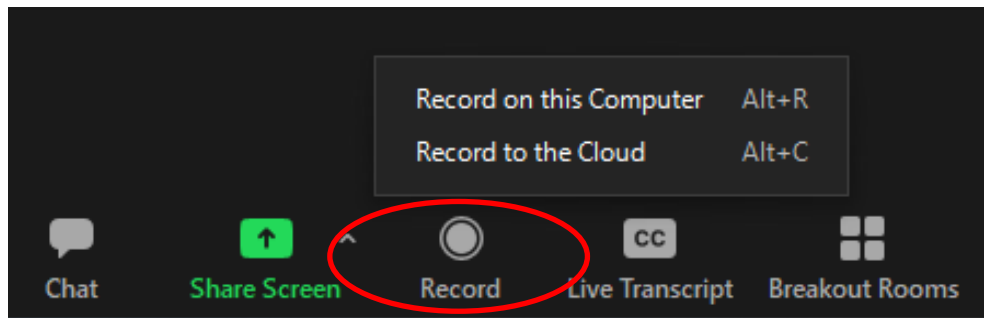 Record on this Computer Alt+R
Record to the Cloud Alt+C
CC
Chat Share Screen Record Live Transcript Breakout Rooms